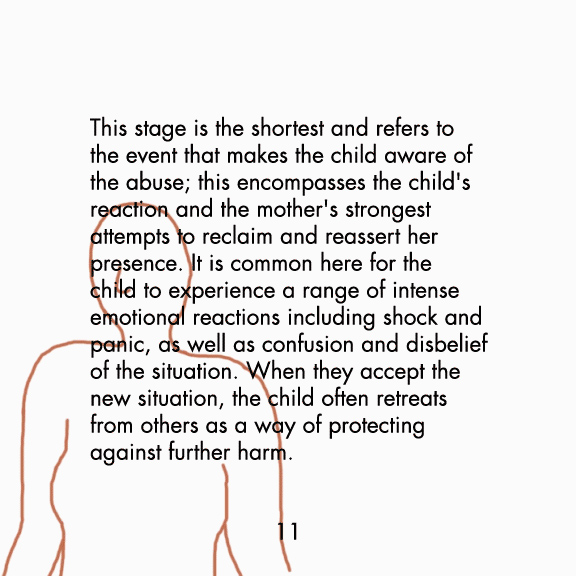 This stage is the shortest and refers to
the event that makes the child aware of
the abuse; this encompasses the child's
reaction and the mother's strongest
attempts to reclaim and reassert her
presence. It is common here for the
child to experience a range of intense
emotional reactions including shock and
panic, as well as confusion and disbelief
of the situation. When they accept the
new situation, the child often retreats
from others as a way of protecting
against further harm.
11